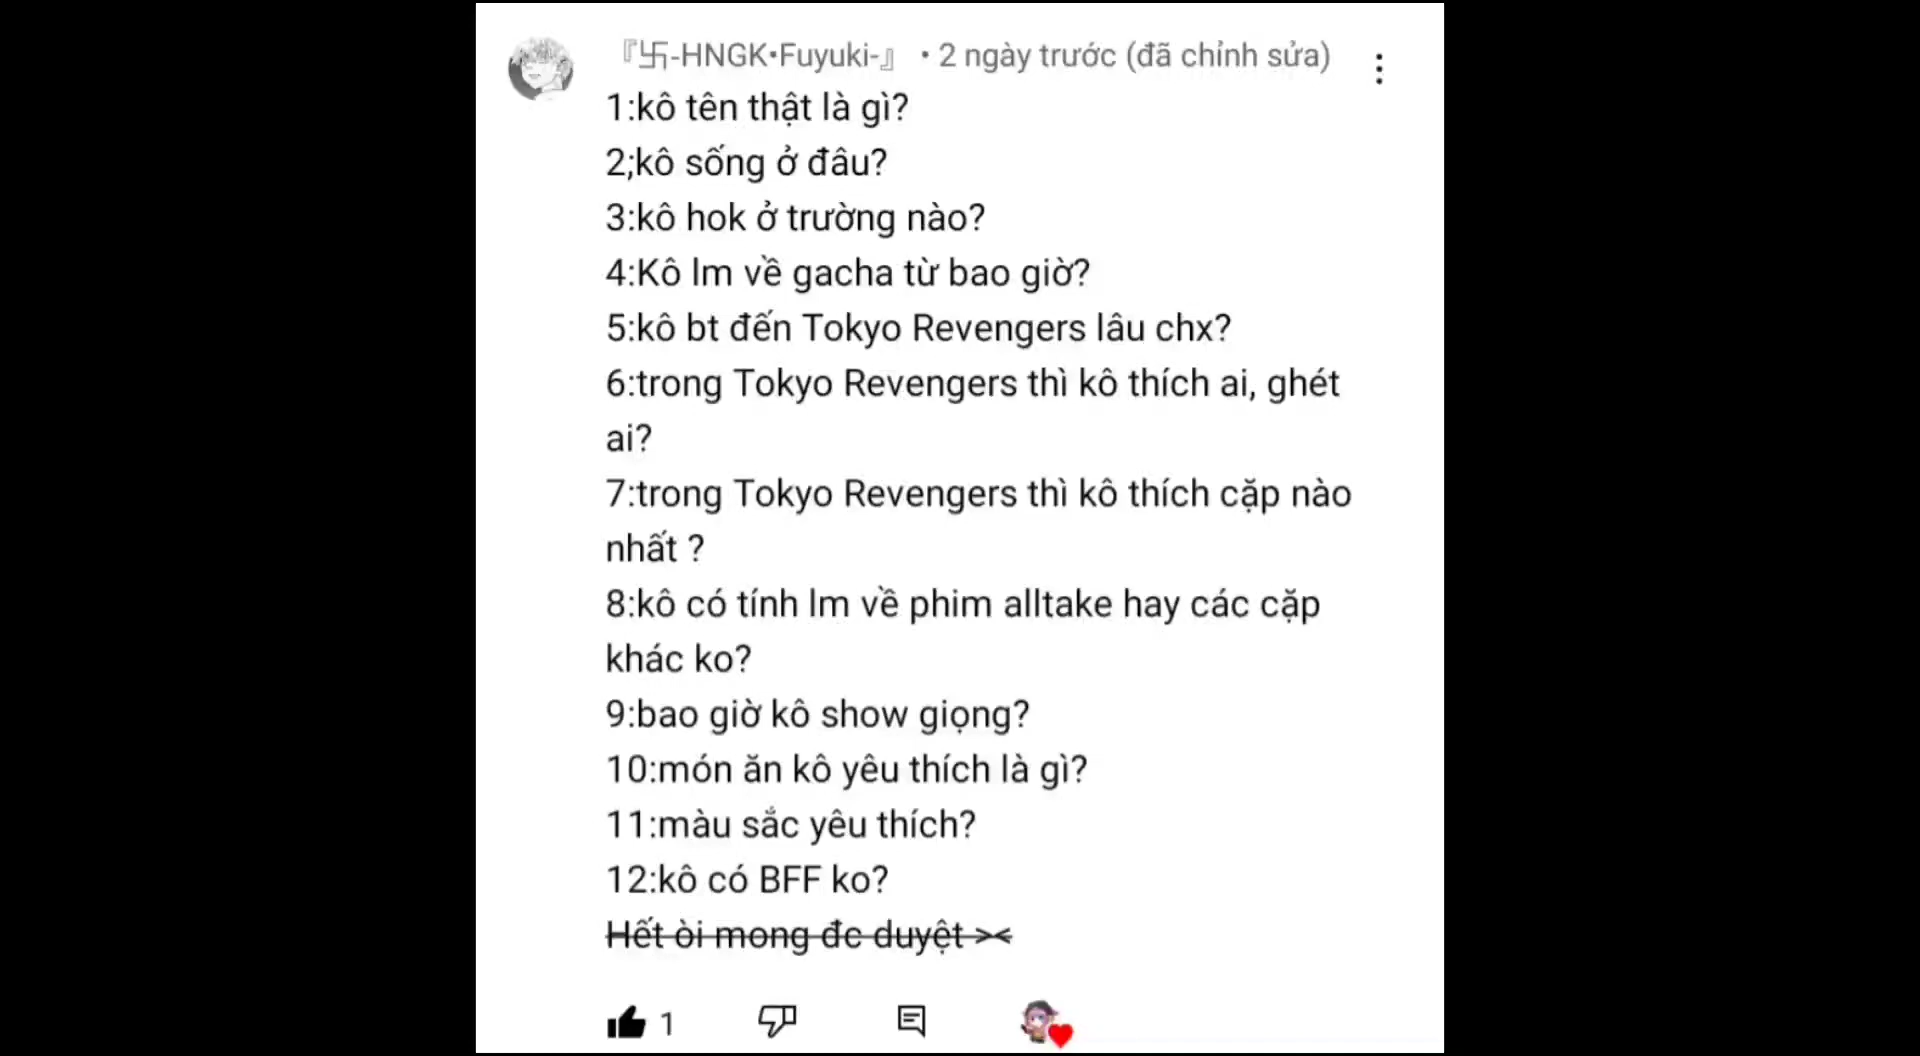 『卐-HNGK•Fuyuki-』 • 2 ngày trước (đã chỉnh sửa)
1:kô tên thật là gì?
2;kô sống ở đâu?
3:kô hok ở trường nào?
4:Kô lm về gacha từ bao giờ?
5:kô bt đến Tokyo Revengers lâu chx?
6:trong Tokyo Revengers thì kô thích ai, ghét
ai?
7:trong Tokyo Revengers thì kô thích cặp nào
nhất ?
8:kô có tính lm về phim alltake hay các cặp
khác ko?
9:bao giờ kô show giọng?
10:món ăn kô yêu thích là gì?
11:màu sắc yêu thích?
12:kô có BFF ko?
Hết òi mong đc duyệt ><
1